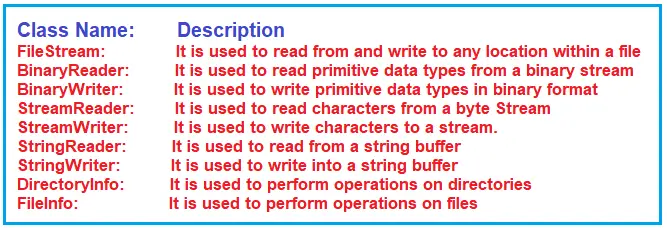 Class Name: Description
FileStream: It is used to read from and write to any location within a file
BinaryReader: It is used to read primitive data types from a binary stream
BinaryWriter: It is used to write primitive data types in binary format
StreamReader: It is used to read characters from a byte Stream
StreamWriter: It is used to write characters to a stream.
StringReader: It is used to read from a string buffer
StringWriter: It is used to write into a string buffer
DirectoryInfo: It is used to perform operations on directories
FileInfo: It is used to perform operations on files